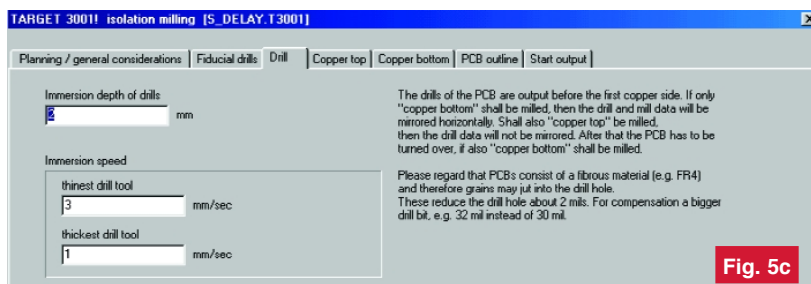 TARGET 3001! isolation milling [S_DELAY.T3001]
Planning / general considerations Fiducial drills Drill Copper top Copper bottom PCB outline Start output
Immersion depth of drills
2 mm
Immersion speed
thinest drill tool
3 mm/sec
thickest drill tool
1 mm/sec
The drills of the PCB are output before the first copper side. If only
"copper bottom" shall be milled, then the drill and mill data will be
mirrored horizontally. Shall also "copper top" be milled,
then the drill data will not be mirrored. After that the PCB has to be
turned over, if also "copper bottom" shall be milled.
Please regard that PCBs consist of a fibrous material (e.g. FR4)
and therefore grains may jut into the drill hole.
These reduce the drill hole about 2 mils. For compensation a bigger
drill bit, e.g. 32 mil instead of 30 mil.
Fig. 5c